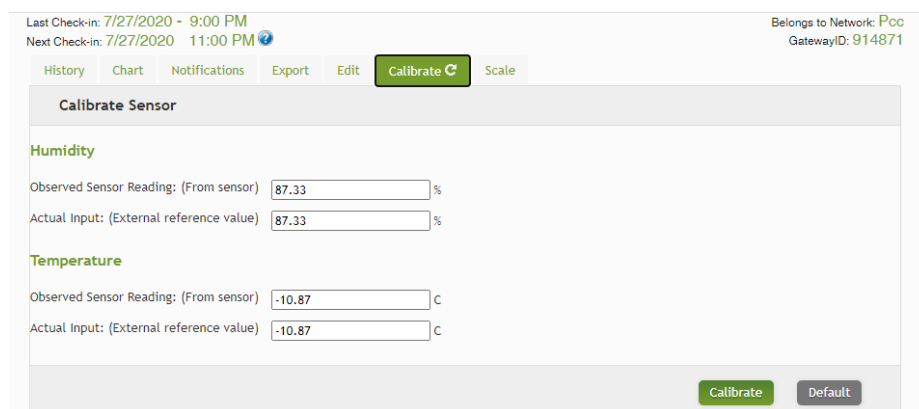 Last Check-in: 7/27/2020 - 9:00 PM Belongs to Network: Pcc
Next Check-in: 7/27/2020 11:00 PM GatewayID: 914871
History Chart Notifications Export Edit Calibrate Scale
Calibrate Sensor
Humidity
Observed Sensor Reading: (From sensor) 87.33 %
Actual Input: (External reference value) 87.33 %
Temperature
Observed Sensor Reading: (From sensor) -10.87 C
Actual Input: (External reference value) -10.87 C
Calibrate Default